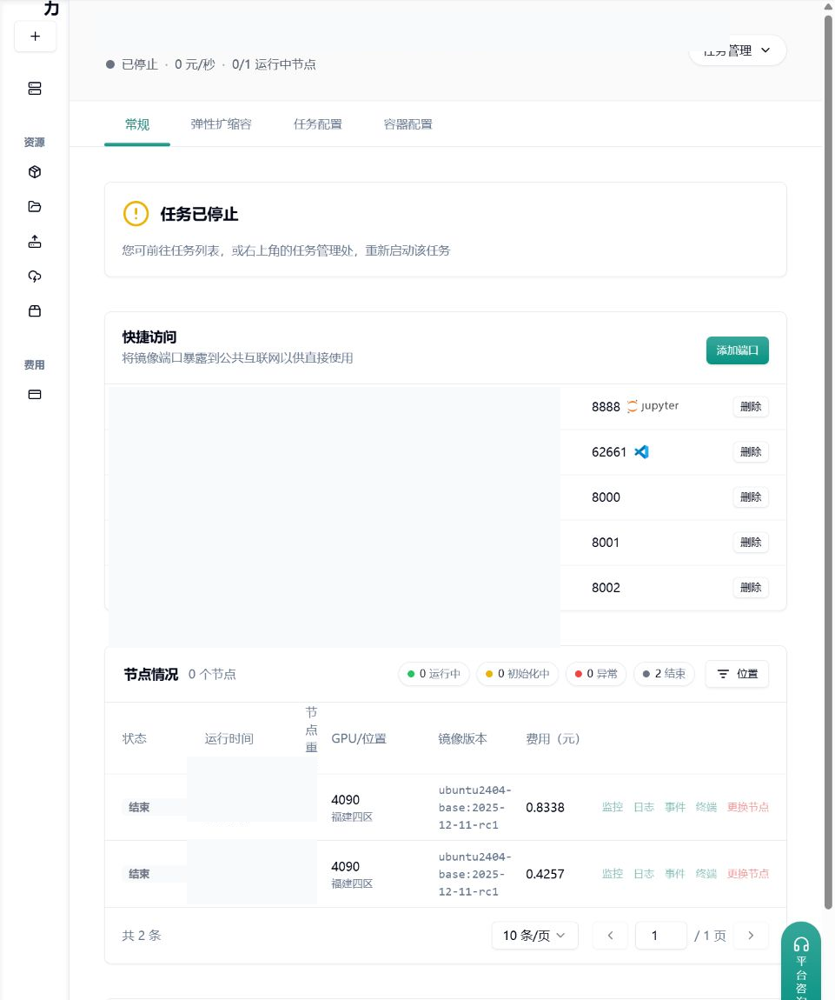 力
已停止 · 0 元/秒 · 0/1 运行中节点
任务管理
常规 弹性扩缩容 任务配置 容器配置
资源
费用
任务已停止
您可前往任务列表，或右上角的任务管理处，重新启动该任务
快捷访问
将镜像端口暴露到公共互联网以供直接使用
添加端口
8888 jupyter 删除
62661 删除
8000 删除
8001 删除
8002 删除
节点情况 0 个节点 0 运行中 0 初始化中 0 异常 2 结束 位置
状态 运行时间 节点重 GPU/位置 镜像版本 费用（元）
结束 4090 福建四区 ubuntu2404-base:2025-12-11-rc1 0.8338 监控 日志 事件 终端 更换节点
结束 4090 福建四区 ubuntu2404-base:2025-12-11-rc1 0.4257 监控 日志 事件 终端 更换节点
共 2 条 10 条/页 1 / 1 页
平台咨